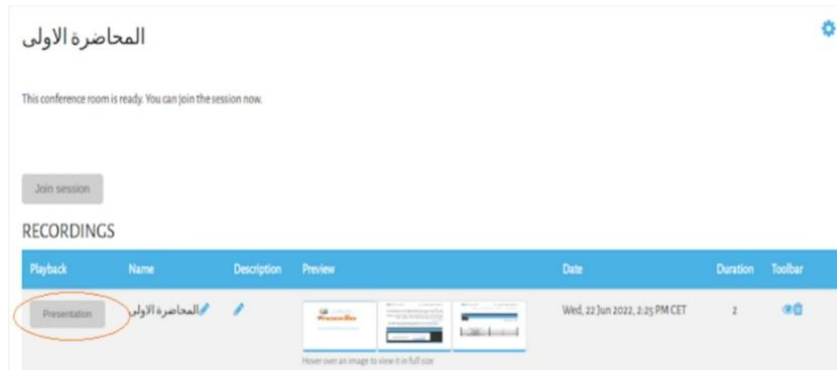 المحاضرة الاولى
This conference room is ready. You can join the session now.
Join session
RECORDINGS
Playback Name Description Preview Date Duration Toolbar
Presentation المحاضرة الاولى Wed, 22 Jun 2022, 2:25 PM CET 2
Hover over an image to view it in full size